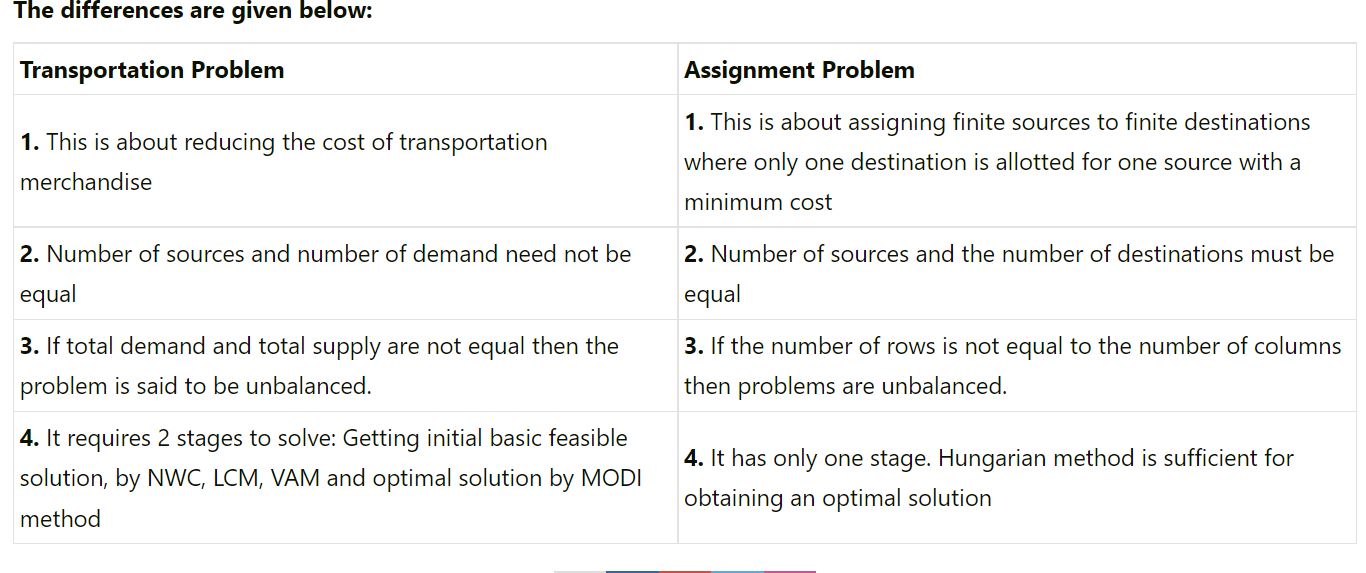 The differences are given below:
Transportation Problem
Assignment Problem
1. This is about reducing the cost of transportation
merchandise
1. This is about assigning finite sources to finite destinations
where only one destination is allotted for one source with a
minimum cost
2. Number of sources and number of demand need not be
equal
2. Number of sources and the number of destinations must be
equal
3. If total demand and total supply are not equal then the
problem is said to be unbalanced.
3. If the number of rows is not equal to the number of columns
then problems are unbalanced.
4. It requires 2 stages to solve: Getting initial basic feasible
solution, by NWC, LCM, VAM and optimal solution by MODI
method
4. It has only one stage. Hungarian method is sufficient for
obtaining an optimal solution